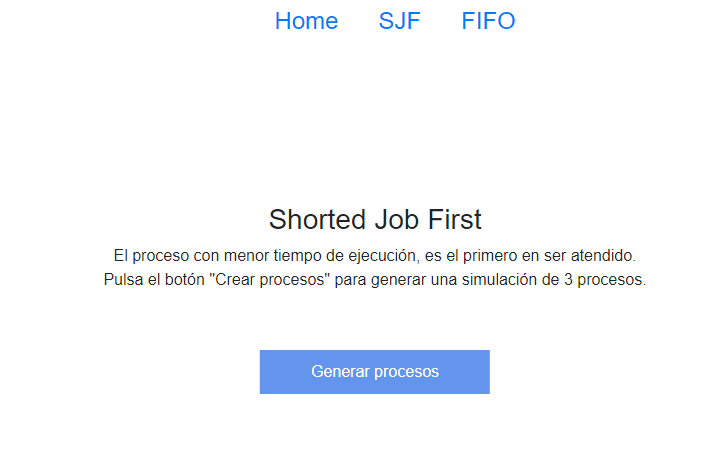 Home SJF FIFO
Shorted Job First
El proceso con menor tiempo de ejecución, es el primero en ser atendido.
Pulsa el botón "Crear procesos" para generar una simulación de 3 procesos.
Generar procesos